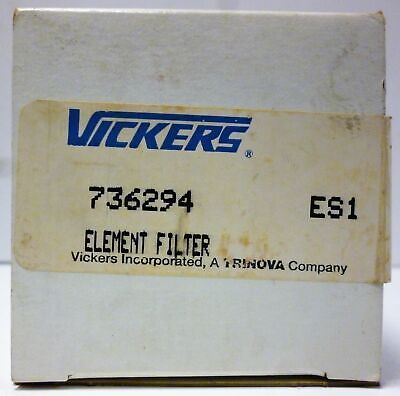 VICKERS®
736294 ES1
ELEMENT FILTER
Vickers Incorporated, A TRINOVA Company